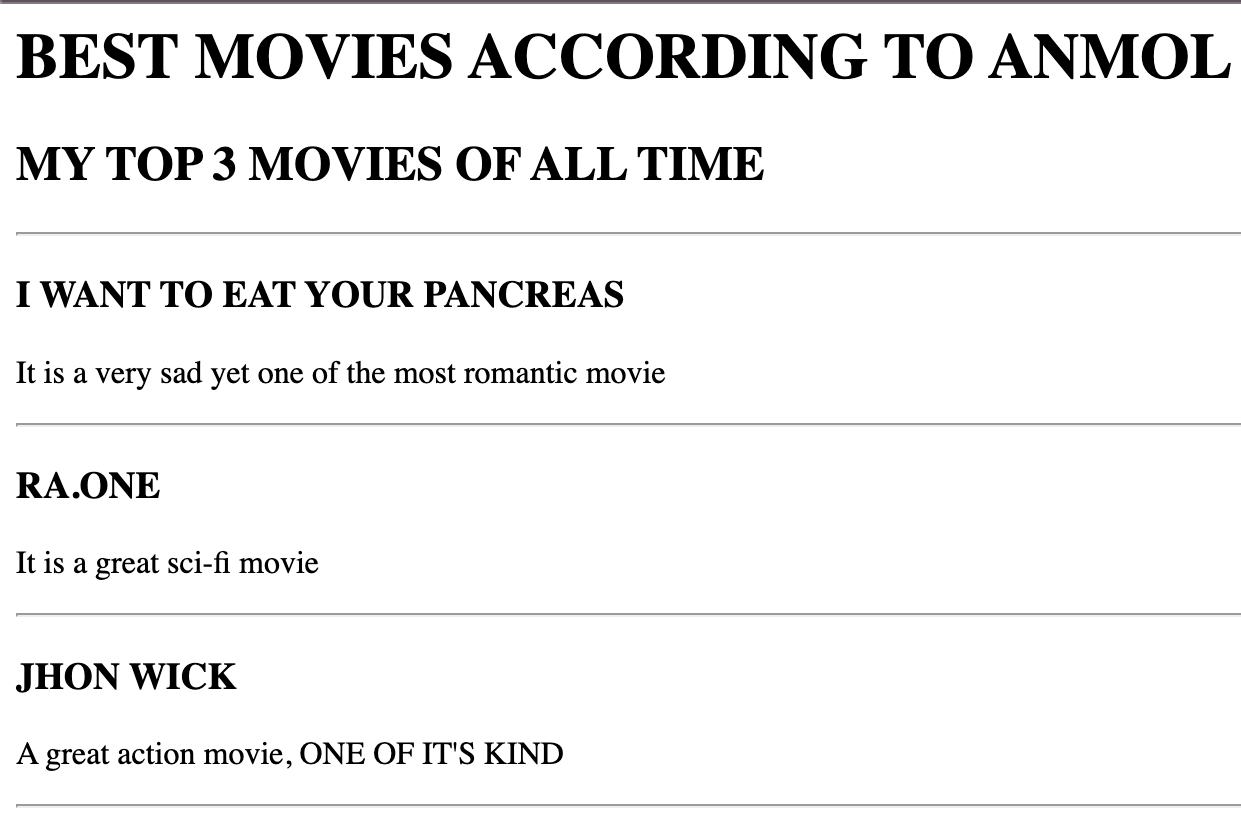 BEST MOVIES ACCORDING TO ANMOL
MY TOP 3 MOVIES OF ALL TIME
I WANT TO EAT YOUR PANCREAS
It is a very sad yet one of the most romantic movie
RA.ONE
It is a great sci-fi movie
JHON WICK
A great action movie, ONE OF IT'S KIND